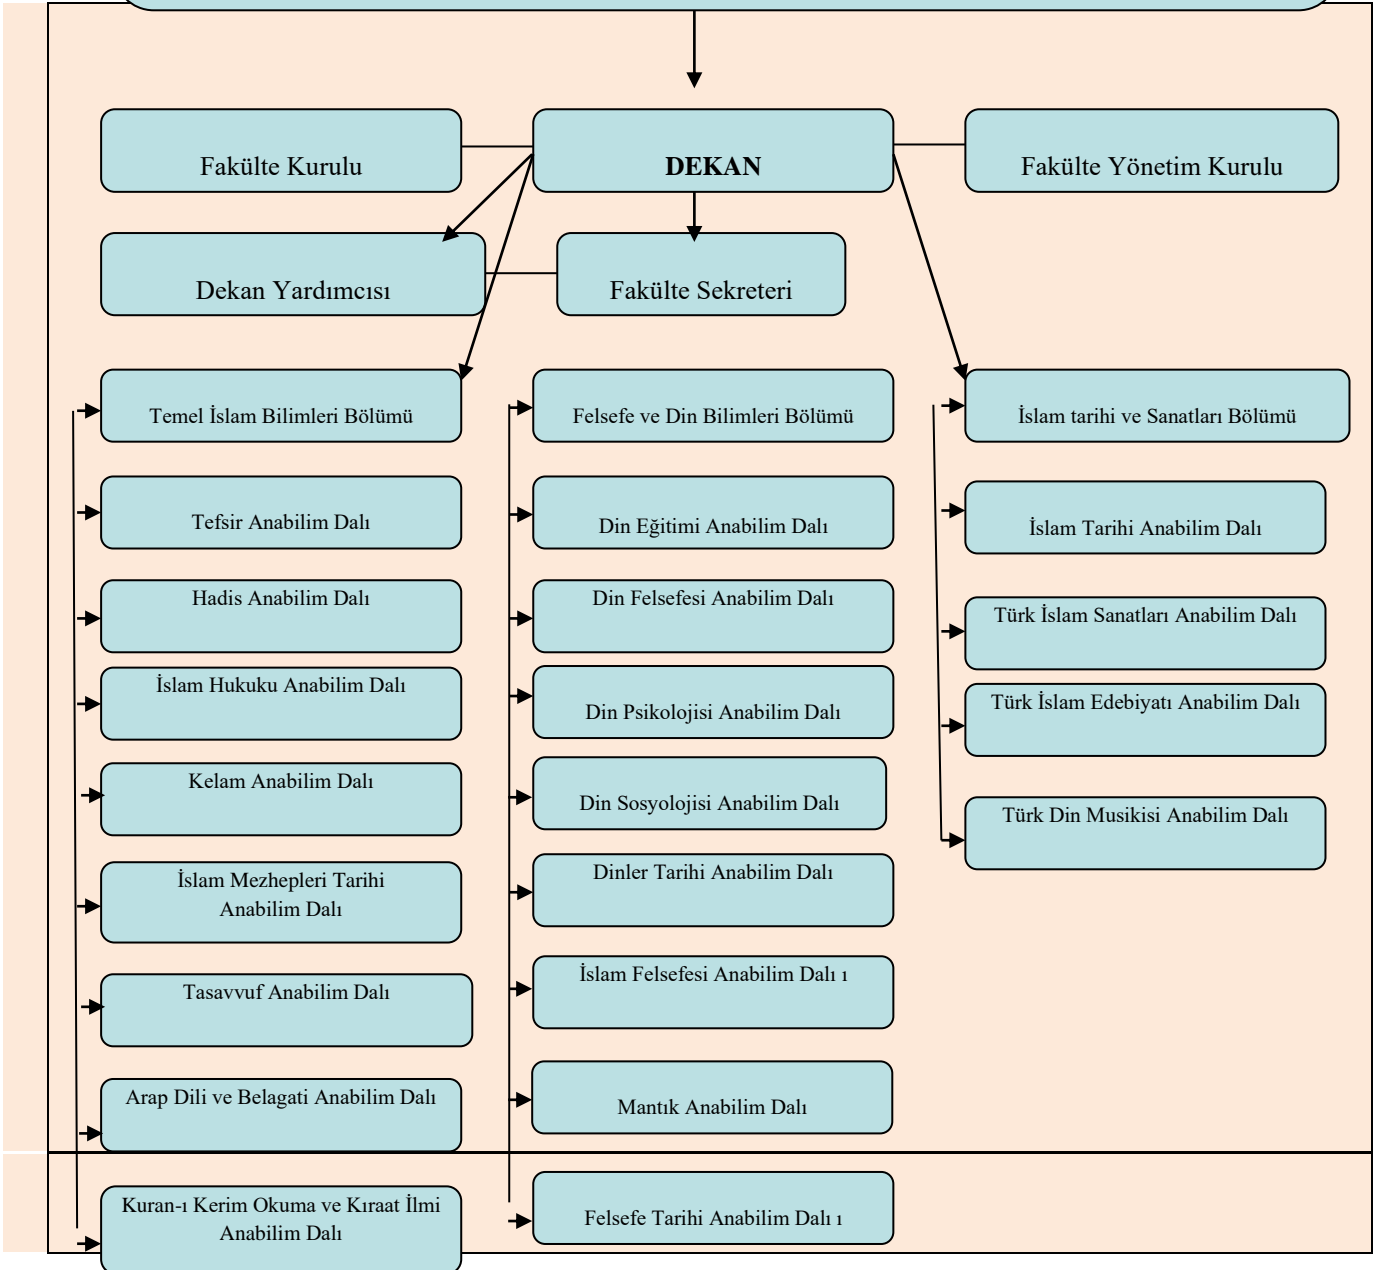 Fakülte Kurulu
DEKAN
Fakülte Yönetim Kurulu
Dekan Yardımcısı
Fakülte Sekreteri
Temel İslam Bilimleri Bölümü
Felsefe ve Din Bilimleri Bölümü
İslam tarihi ve Sanatları Bölümü
Tefsir Anabilim Dalı
Din Eğitimi Anabilim Dalı
İslam Tarihi Anabilim Dalı
Hadis Anabilim Dalı
Din Felsefesi Anabilim Dalı
Türk İslam Sanatları Anabilim Dalı
İslam Hukuku Anabilim Dalı
Din Psikolojisi Anabilim Dalı
Türk İslam Edebiyatı Anabilim Dalı
Kelam Anabilim Dalı
Din Sosyolojisi Anabilim Dalı
Türk Din Musikisi Anabilim Dalı
İslam Mezhepleri Tarihi
Anabilim Dalı
Dinler Tarihi Anabilim Dalı
Tasavvuf Anabilim Dalı
İslam Felsefesi Anabilim Dalı ı
Arap Dili ve Belagati Anabilim Dalı
Mantık Anabilim Dalı
Kuran-ı Kerim Okuma ve Kıraat İlmi
Anabilim Dalı
Felsefe Tarihi Anabilim Dalı ı